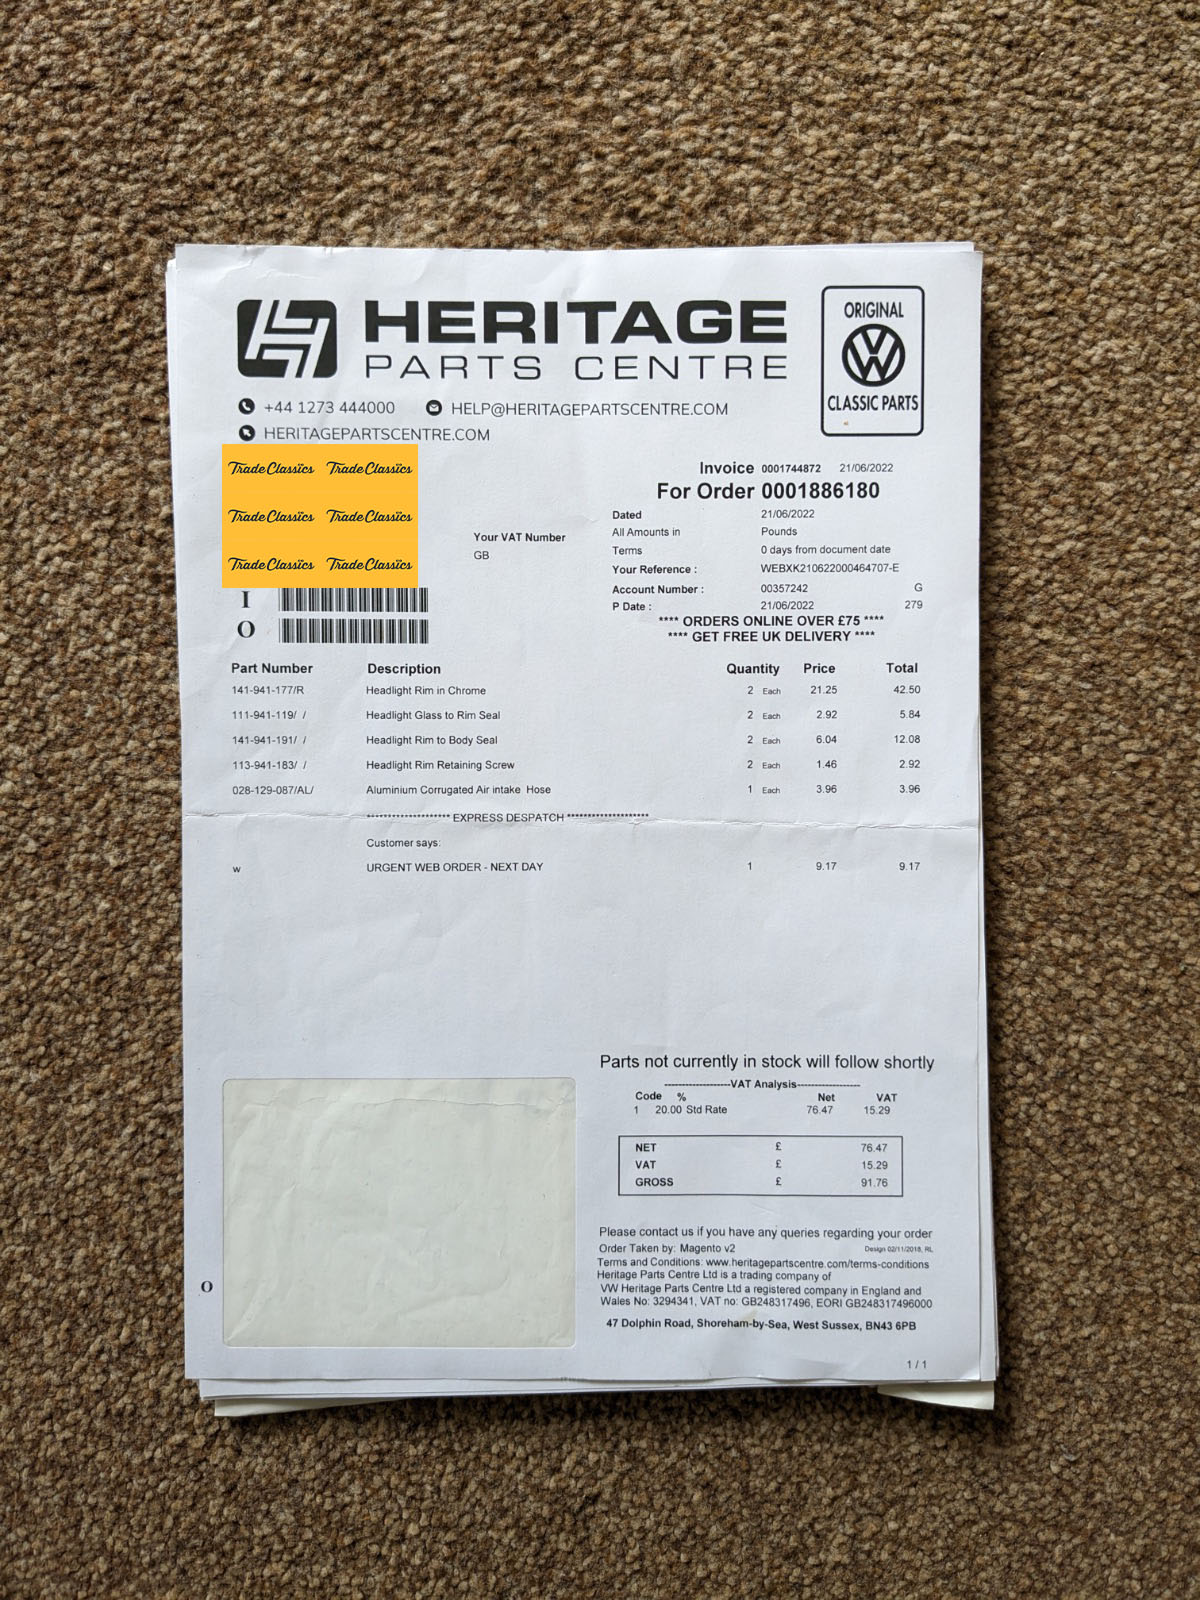 HERITAGE
PARTS CENTRE
ORIGINAL
CLASSIC PARTS
+44 1273 444000 HELP@HERITAGEPARTSCENTRE.COM
HERITAGEPARTSCENTRE.COM
Trade Classics Trade Classics
Trade Classics Trade Classics
Trade Classics Trade Classics
Invoice 0001744872 21/06/2022
For Order 0001886180
Your VAT Number
GB
Dated 21/06/2022
All Amounts in Pounds
Terms 0 days from document date
Your Reference : WEBXK210622000464707-E
Account Number : 00357242 G
P Date : 21/06/2022 279
**** ORDERS ONLINE OVER £75 ****
**** GET FREE UK DELIVERY ****
I
O
Part Number Description Quantity Price Total
141-941-177/R Headlight Rim in Chrome 2 Each 21.25 42.50
111-941-119/ / Headlight Glass to Rim Seal 2 Each 2.92 5.84
141-941-191/ / Headlight Rim to Body Seal 2 Each 6.04 12.08
113-941-183/ / Headlight Rim Retaining Screw 2 Each 1.46 2.92
028-129-087/AL/ Aluminium Corrugated Air intake Hose 1 Each 3.96 3.96
******************** EXPRESS DESPATCH ********************
Customer says:
w URGENT WEB ORDER - NEXT DAY 1 9.17 9.17
Parts not currently in stock will follow shortly
-------------------VAT Analysis------------------
Code % Net VAT
1 20.00 Std Rate 76.47 15.29
NET £ 76.47
VAT £ 15.29
GROSS £ 91.76
Please contact us if you have any queries regarding your order
Order Taken by: Magento v2 Design 02/11/2018, RL
Terms and Conditions: www.heritagepartscentre.com/terms-conditions
Heritage Parts Centre Ltd is a trading company of
VW Heritage Parts Centre Ltd a registered company in England and
Wales No: 3294341, VAT no: GB248317496, EORI GB248317496000
47 Dolphin Road, Shoreham-by-Sea, West Sussex, BN43 6PB
O
1 / 1